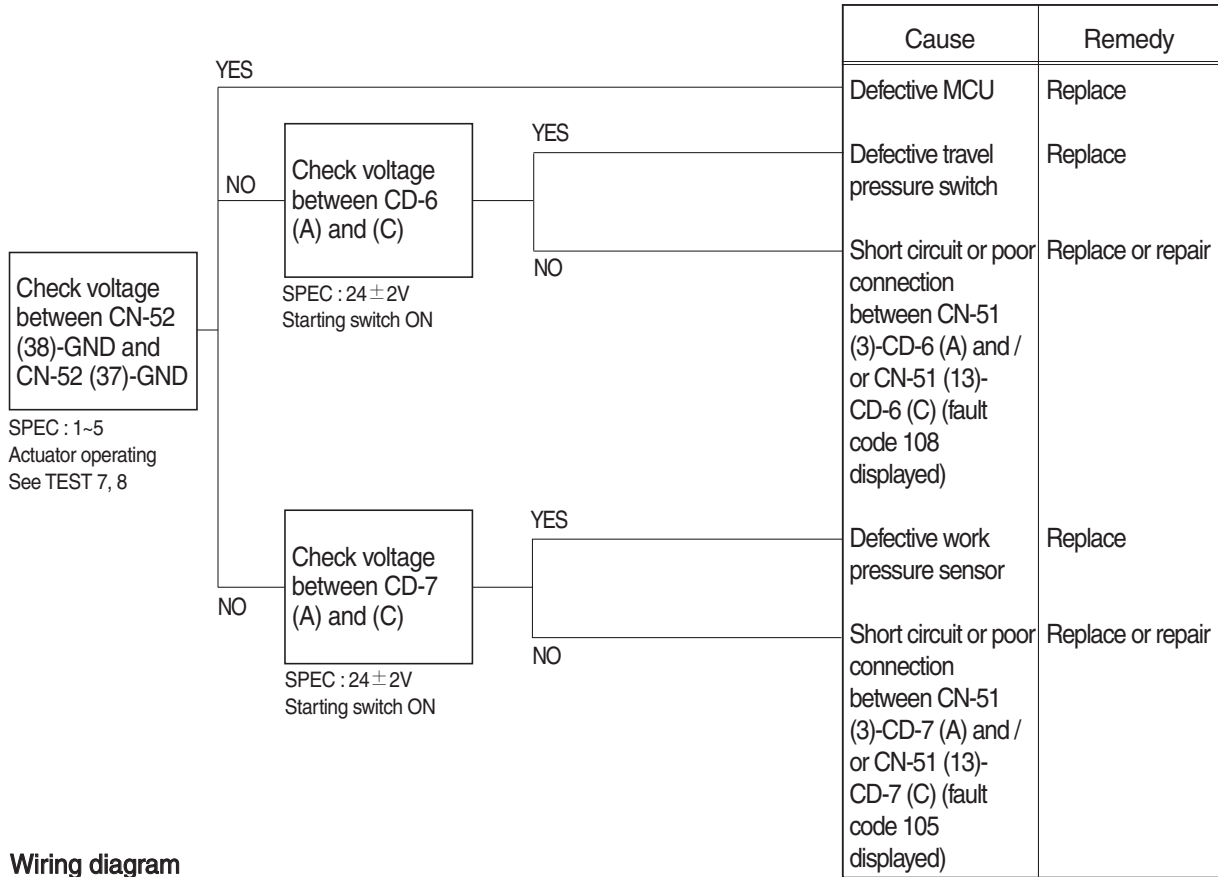 Cause
Remedy
YES
Defective MCU
Replace
NO
Check voltage
between CD-6
(A) and (C)
SPEC : 24±2V
Starting switch ON
YES
Defective travel
pressure switch
Replace
NO
Short circuit or poor
connection
between CN-51
(3)-CD-6 (A) and /
or CN-51 (13)-
CD-6 (C) (fault
code 108
displayed)
Replace or repair
Check voltage
between CN-52
(38)-GND and
CN-52 (37)-GND
SPEC : 1~5
Actuator operating
See TEST 7, 8
NO
Check voltage
between CD-7
(A) and (C)
SPEC : 24±2V
Starting switch ON
YES
Defective work
pressure sensor
Replace
NO
Short circuit or poor
connection
between CN-51
(3)-CD-7 (A) and /
or CN-51 (13)-
CD-7 (C) (fault
code 105
displayed)
Replace or repair
Wiring diagram